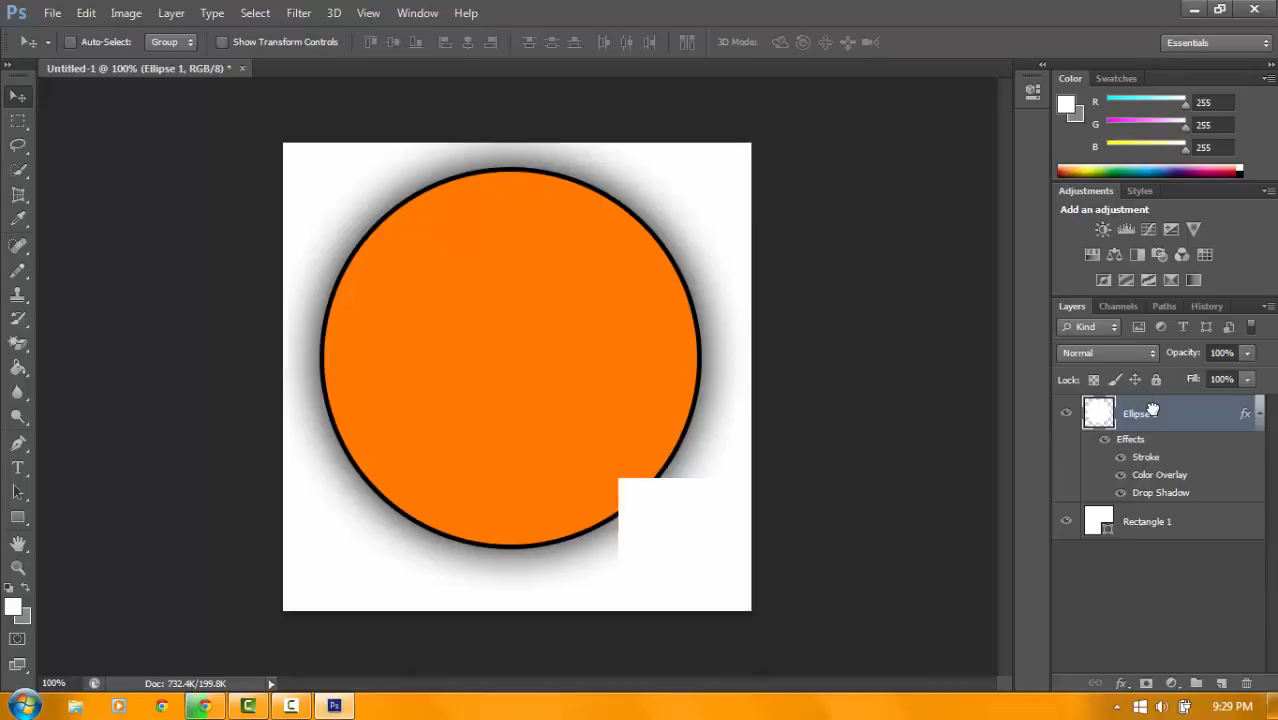 Ps File Edit Image Layer Type Select Filter 3D View Window Help
Auto-Select: Group Show Transform Controls 3D Mode: Essentials
Untitled-1 @ 100% (Ellipse 1, RGB/8) * ×
Color Swatches
R 255
G 255
B 255
Adjustments Styles
Add an adjustment
Layers Channels Paths History
Kind
Normal Opacity: 100%
Lock: Fill: 100%
fx
Effects
Stroke
Color Overlay
Drop Shadow
Rectangle 1
100% Doc: 732.4K/199.8K
9:29 PM